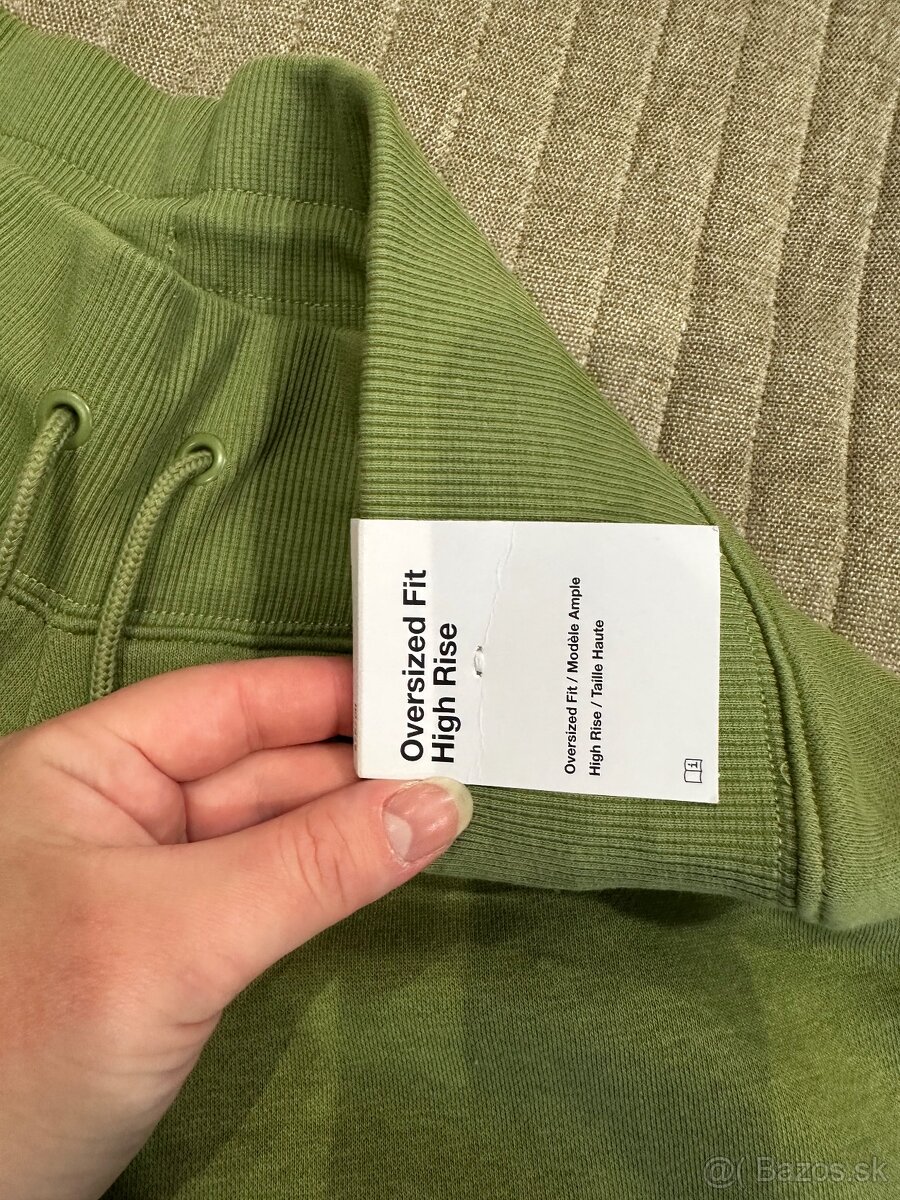 Oversized Fit
High Rise
Oversized Fit / Modèle Ample
High Rise / Taille Haute
i
@( Bazos.sk